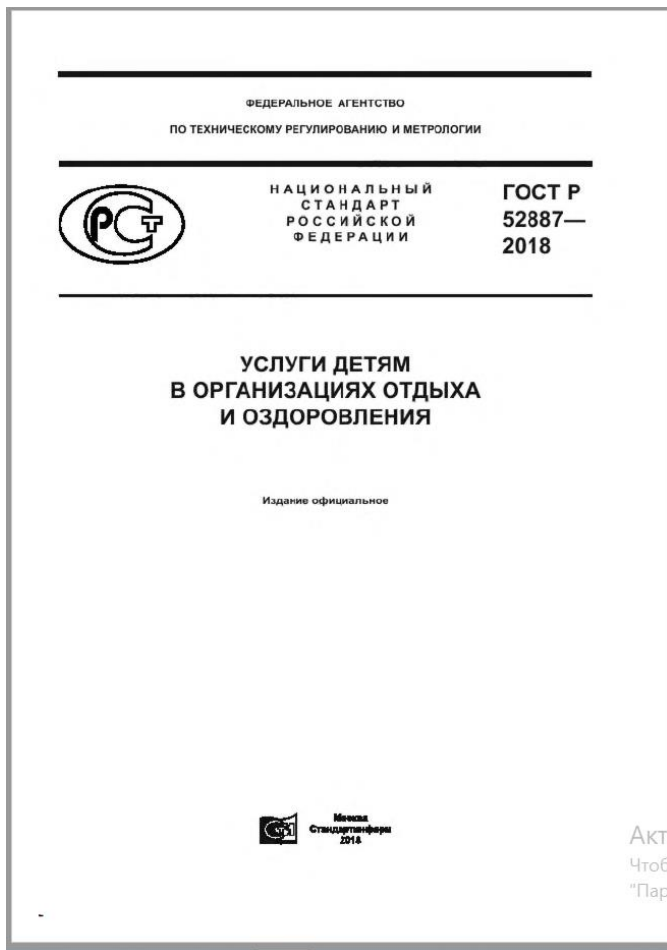 ФЕДЕРАЛЬНОЕ АГЕНТСТВО
ПО ТЕХНИЧЕСКОМУ РЕГУЛИРОВАНИЮ И МЕТРОЛОГИИ
НАЦИОНАЛЬНЫЙ
СТАНДАРТ
РОССИЙСКОЙ
ФЕДЕРАЦИИ
ГОСТ Р
52887—
2018
УСЛУГИ ДЕТЯМ
В ОРГАНИЗАЦИЯХ ОТДЫХА
И ОЗДОРОВЛЕНИЯ
Издание официальное
Москва
Стандартинформ
2018
Акт
Чтоб
"Пар